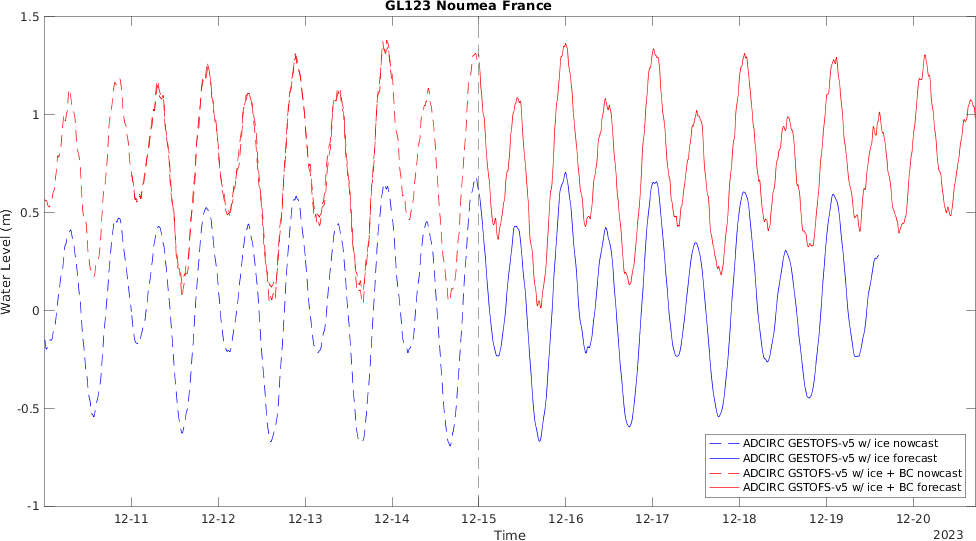 GL123 Noumea France
1.5
1
0.5
0
-0.5
-1
Water Level (m)
12-11
12-12
12-13
12-14
12-15
12-16
12-17
12-18
12-19
12-20
Time
2023
ADCIRC GESTOFS-v5 w/ ice nowcast
ADCIRC GESTOFS-v5 w/ ice forecast
ADCIRC GSTOFS-v5 w/ ice + BC nowcast
ADCIRC GSTOFS-v5 w/ ice + BC forecast